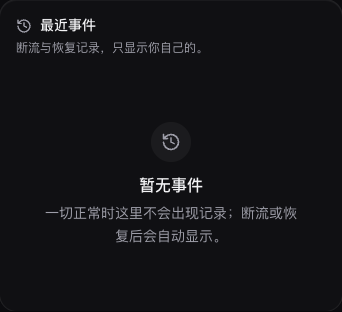 最近事件
断流与恢复记录，只显示你自己的。
暂无事件
一切正常时这里不会出现记录；断流或恢
复后会自动显示。